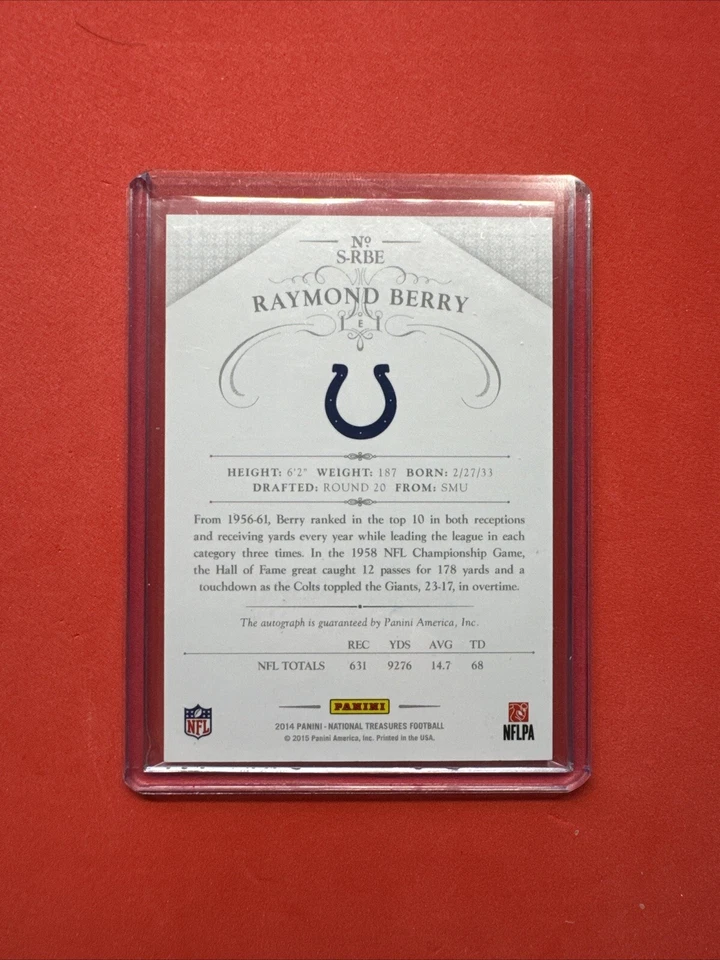 Nº
S-RBE
RAYMOND BERRY
E
HEIGHT: 6'2" WEIGHT: 187 BORN: 2/27/33
DRAFTED: ROUND 20 FROM: SMU
From 1956-61, Berry ranked in the top 10 in both receptions
and receiving yards every year while leading the league in each
category three times. In the 1958 NFL Championship Game,
the Hall of Fame great caught 12 passes for 178 yards and a
touchdown as the Colts toppled the Giants, 23-17, in overtime.
The autograph is guaranteed by Panini America, Inc.
REC YDS AVG TD
NFL TOTALS 631 9276 14.7 68
PANINI
2014 PANINI - NATIONAL TREASURES FOOTBALL
© 2015 Panini America, Inc. Printed in the USA.
NFL
NFLPA